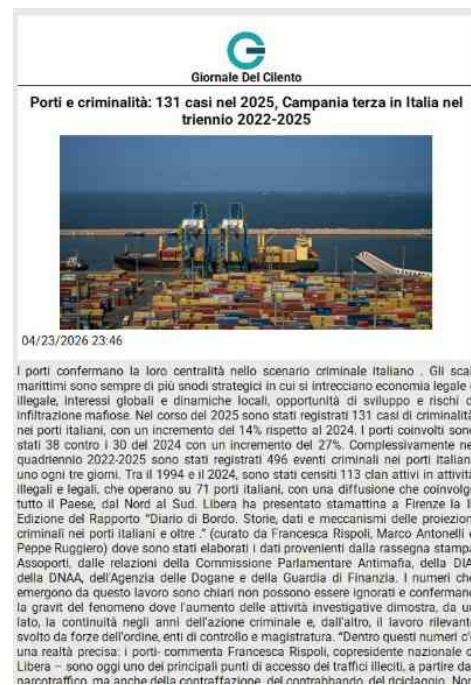 Giornale Del Cilento
Porti e criminalità: 131 casi nel 2025, Campania terza in Italia nel
triennio 2022-2025
04/23/2026 23:46
I porti confermano la loro centralità nello scenario criminale italiano . Gli scal
marittimi sono sempre di più snodi strategici in cui si intrecciano economia legale
illegale, interessi globali e dinamiche locali, opportunità di sviluppo e rischi d
infiltrazione mafiose. Nel corso del 2025 sono stati registrati 131 casi di criminalità
nei porti italiani, con un incremento del 14% rispetto al 2024. I porti coinvolti sono
stati 38 contro i 30 del 2024 con un incremento del 27%. Complessivamente ne
quadriennio 2022-2025 sono stati registrati 496 eventi criminali nei porti italian
uno ogni tre giorni. Tra il 1994 e il 2024, sono stati censiti 113 clan attivi in attivit
illegali e legali, che operano su 71 porti italiani, con una diffusione che coinvolg
tutto il Paese, dal Nord al Sud. Libera ha presentato stamattina a Firenze la II
Edizione del Rapporto “Diario di Bordo. Storie, dati e meccanismi delle proiezion
criminali nei porti italiani e oltre .” (curato da Francesca Rispoli, Marco Antonelli
Peppe Ruggiero) dove sono stati elaborati i dati provenienti dalla rassegna stampa
Assoporti, dalle relazioni della Commissione Parlamentare Antimafia, della DIA
della DNAA, dell'Agenzia delle Dogane e della Guardia di Finanza. I numeri che
emergono da questo lavoro sono chiari non possono essere ignorati e confermano
la gravit del fenomeno dove l'aumento delle attività investigative dimostra, da un
lato, la continuità negli anni dell'azione criminale e, dall'altro, il lavoro rilevante
svolto da forze dell'ordine, enti di controllo e magistratura. “Dentro questi numeri c'è
una realtà precisa: i porti- commenta Francesca Rispoli, copresidente nazionale d
Libera – sono oggi uno dei principali punti di accesso dei traffici illeciti, a partire da
narcotraffico, ma anche della contraffazione, del contrabbando, del riciclaggio. Non